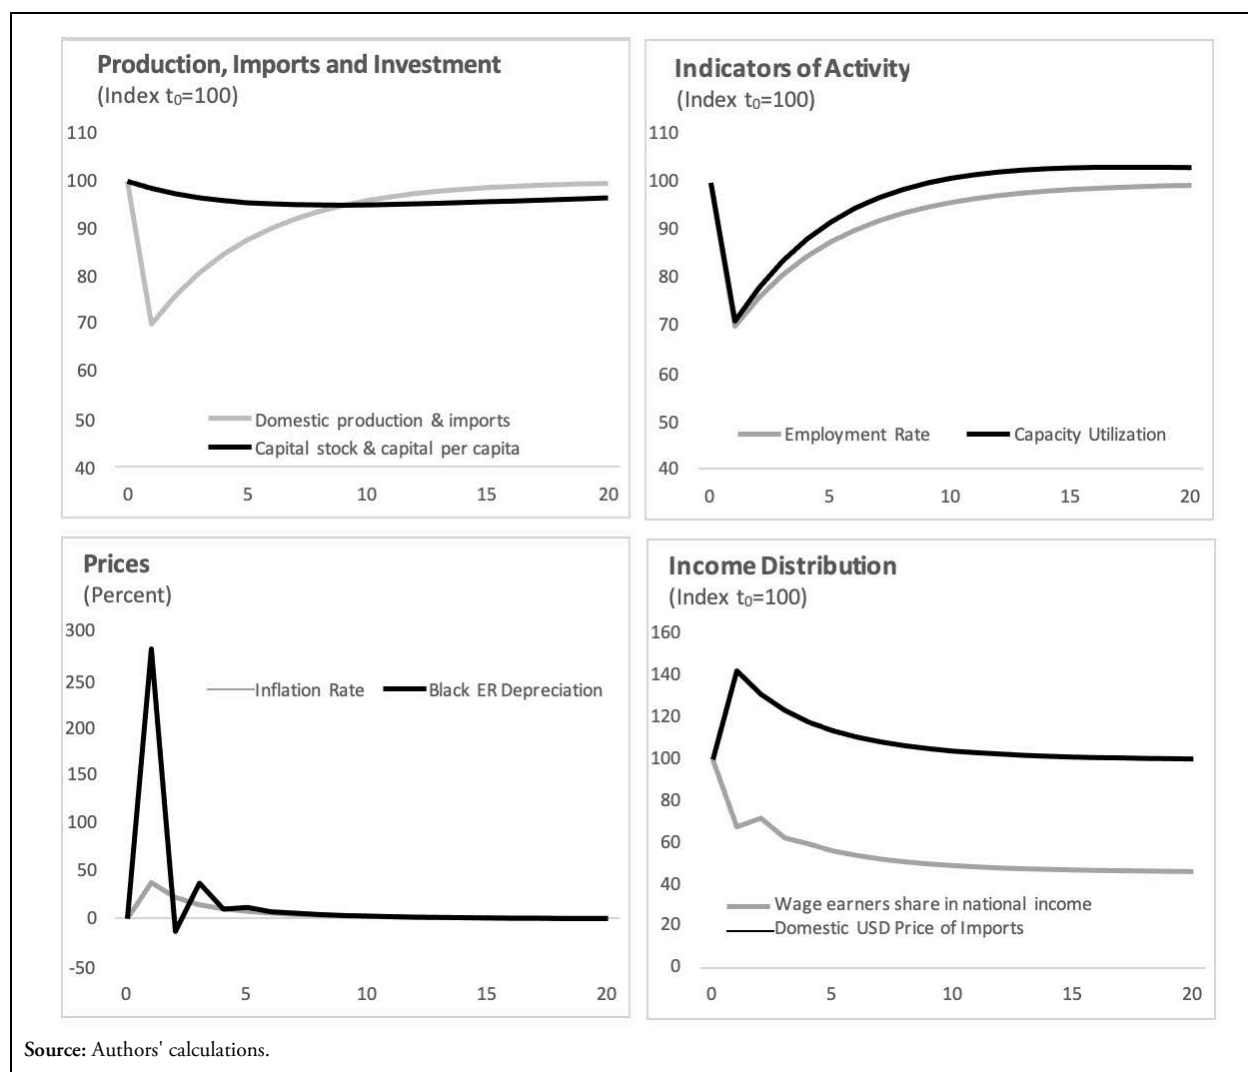 Production, Imports and Investment
(Index t₀=100)
110
100
90
80
70
60
50
40
Domestic production & imports
Capital stock & capital per capita
0 5 10 15 20
Indicators of Activity
(Index t₀=100)
110
100
90
80
70
60
50
40
Employment Rate Capacity Utilization
0 5 10 15 20
Prices
(Percent)
300
250
200
150
100
50
0
-50
Inflation Rate Black ER Depreciation
0 5 10 15 20
Income Distribution
(Index t₀=100)
160
140
120
100
80
60
40
20
0
Wage earners share in national income
Domestic USD Price of Imports
0 5 10 15 20
Source: Authors' calculations.